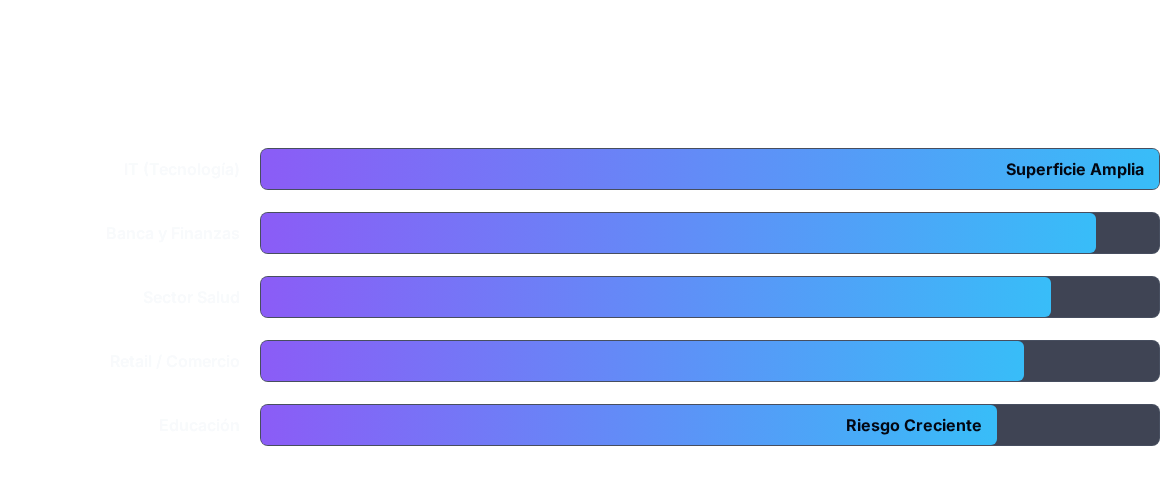 IT (Tecnología)
Superficie Amplia
Banca y Finanzas
Sector Salud
Retail / Comercio
Educación
Riesgo Creciente